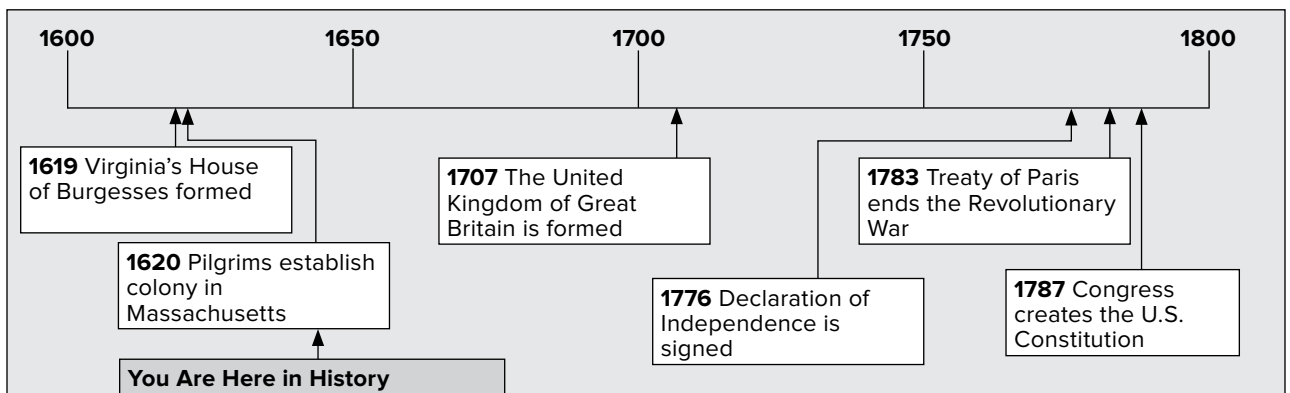 1600 1650 1700 1750 1800
1619 Virginia’s House
of Burgesses formed
1620 Pilgrims establish
colony in
Massachusetts
You Are Here in History
1707 The United
Kingdom of Great
Britain is formed
1776 Declaration of
Independence is
signed
1783 Treaty of Paris
ends the Revolutionary
War
1787 Congress
creates the U.S.
Constitution